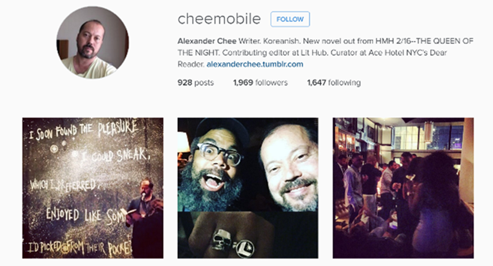 cheemobile FOLLOW
Alexander Chee Writer. Koreanish. New novel out from HMH 2/16--THE QUEEN OF
THE NIGHT. Contributing editor at Lit Hub. Curator at Ace Hotel NYC's Dear
Reader. alexanderchee.tumblr.com
928 posts 1,969 followers 1,647 following
I SOON FOUND THE PLEASURE
I COULD SNEAK,
WHICH I PREFERRED,
ENJOYED LIKE SOM
I'D PICKED FROM THEIR POCKE